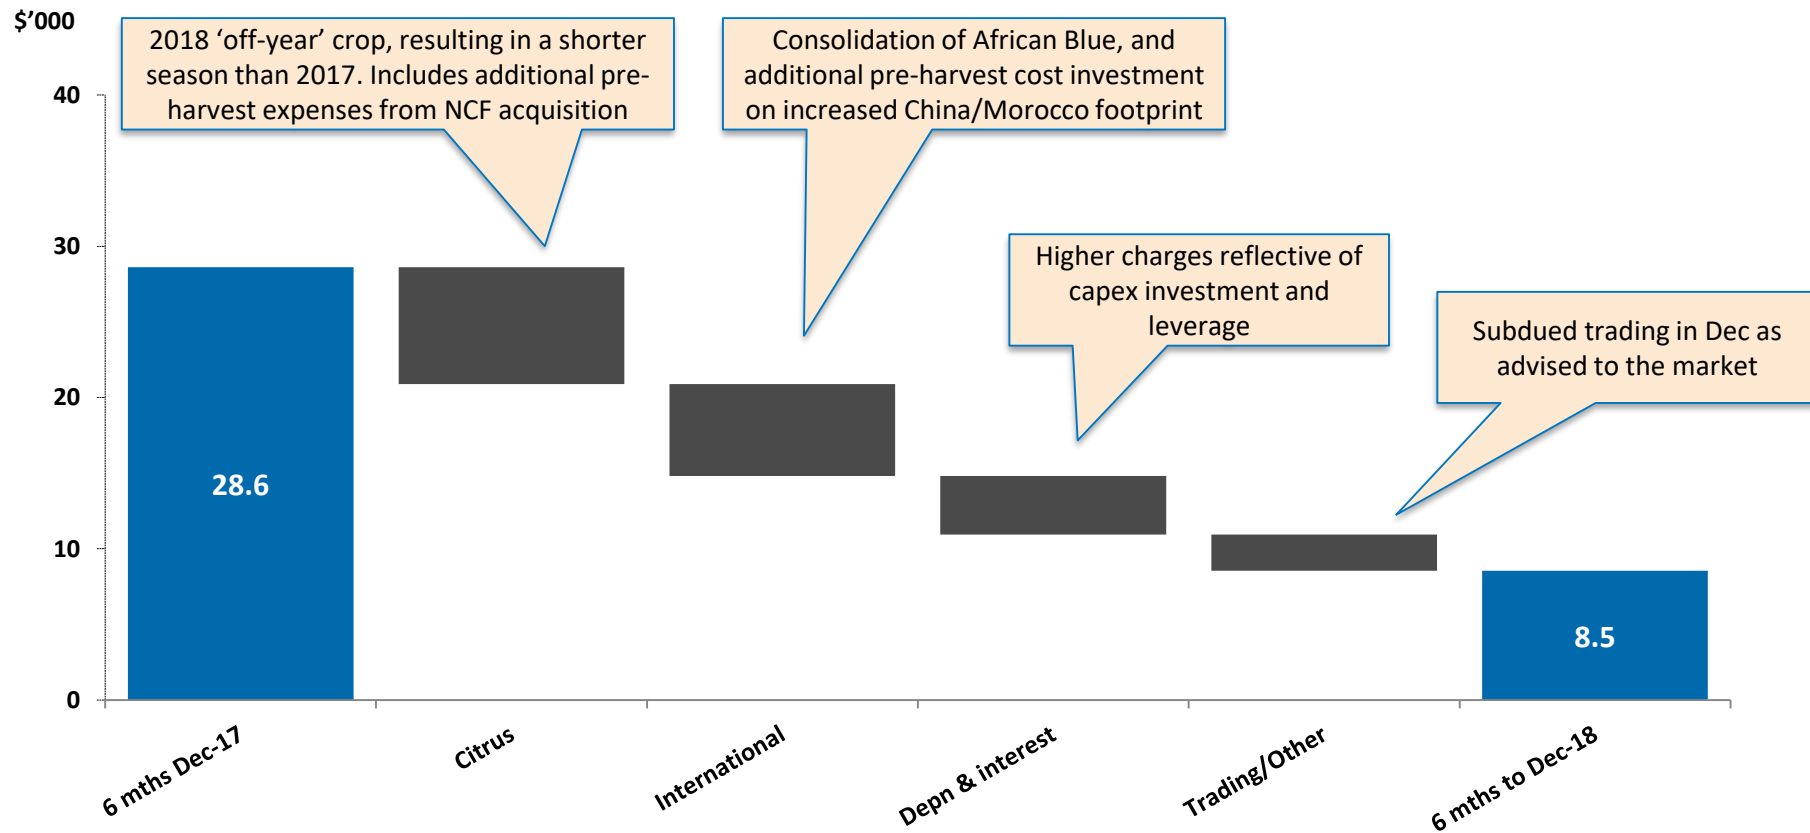 $’000
2018 ‘off-year’ crop, resulting in a shorter
season than 2017. Includes additional pre-
harvest expenses from NCF acquisition
Consolidation of African Blue, and
additional pre-harvest cost investment
on increased China/Morocco footprint
Higher charges reflective of
capex investment and
leverage
Subdued trading in Dec as
advised to the market
40
30
20
10
0
28.6
8.5
6 mths Dec-17
Citrus
International
Depn & interest
Trading/Other
6 mths to Dec-18